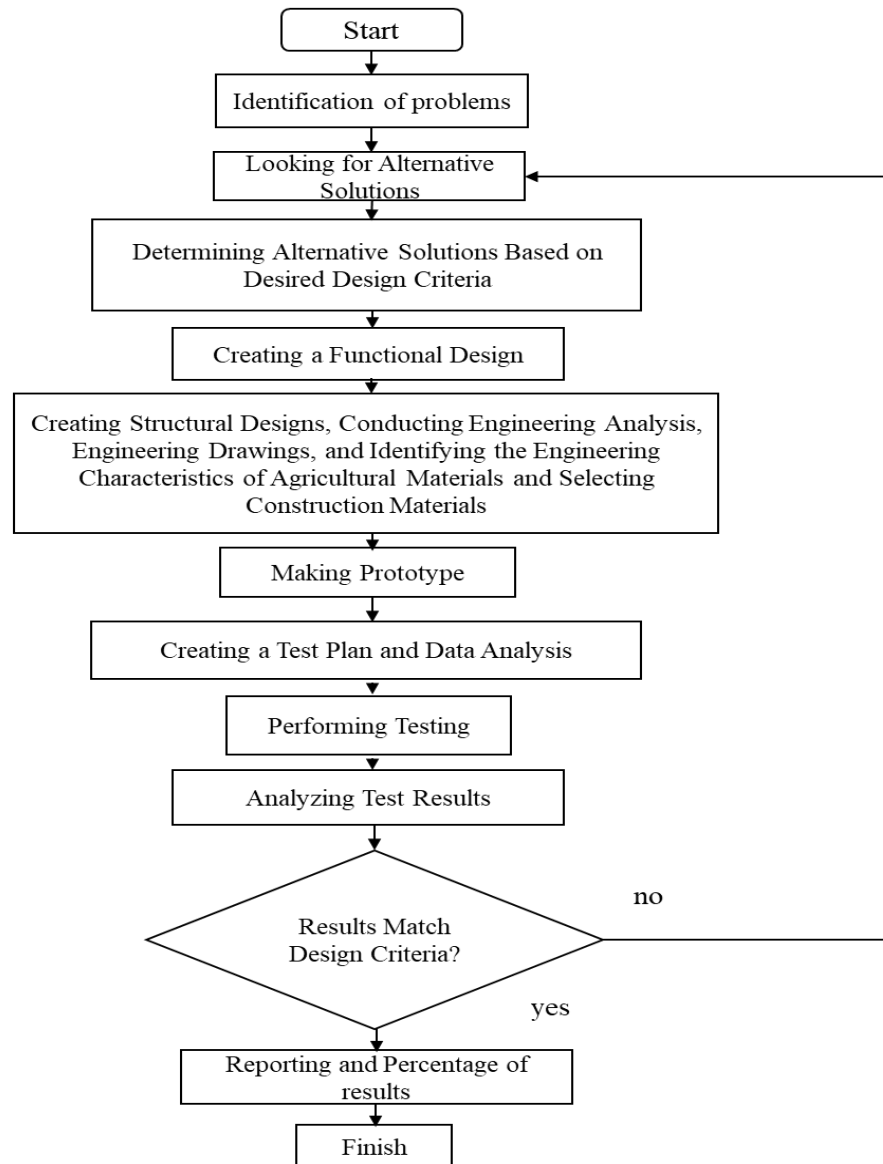 Start
Identification of problems
Looking for Alternative
Solutions
Determining Alternative Solutions Based on
Desired Design Criteria
Creating a Functional Design
Creating Structural Designs, Conducting Engineering Analysis,
Engineering Drawings, and Identifying the Engineering
Characteristics of Agricultural Materials and Selecting
Construction Materials
Making Prototype
Creating a Test Plan and Data Analysis
Performing Testing
Analyzing Test Results
no
Results Match
Design Criteria?
yes
Reporting and Percentage of
results
Finish